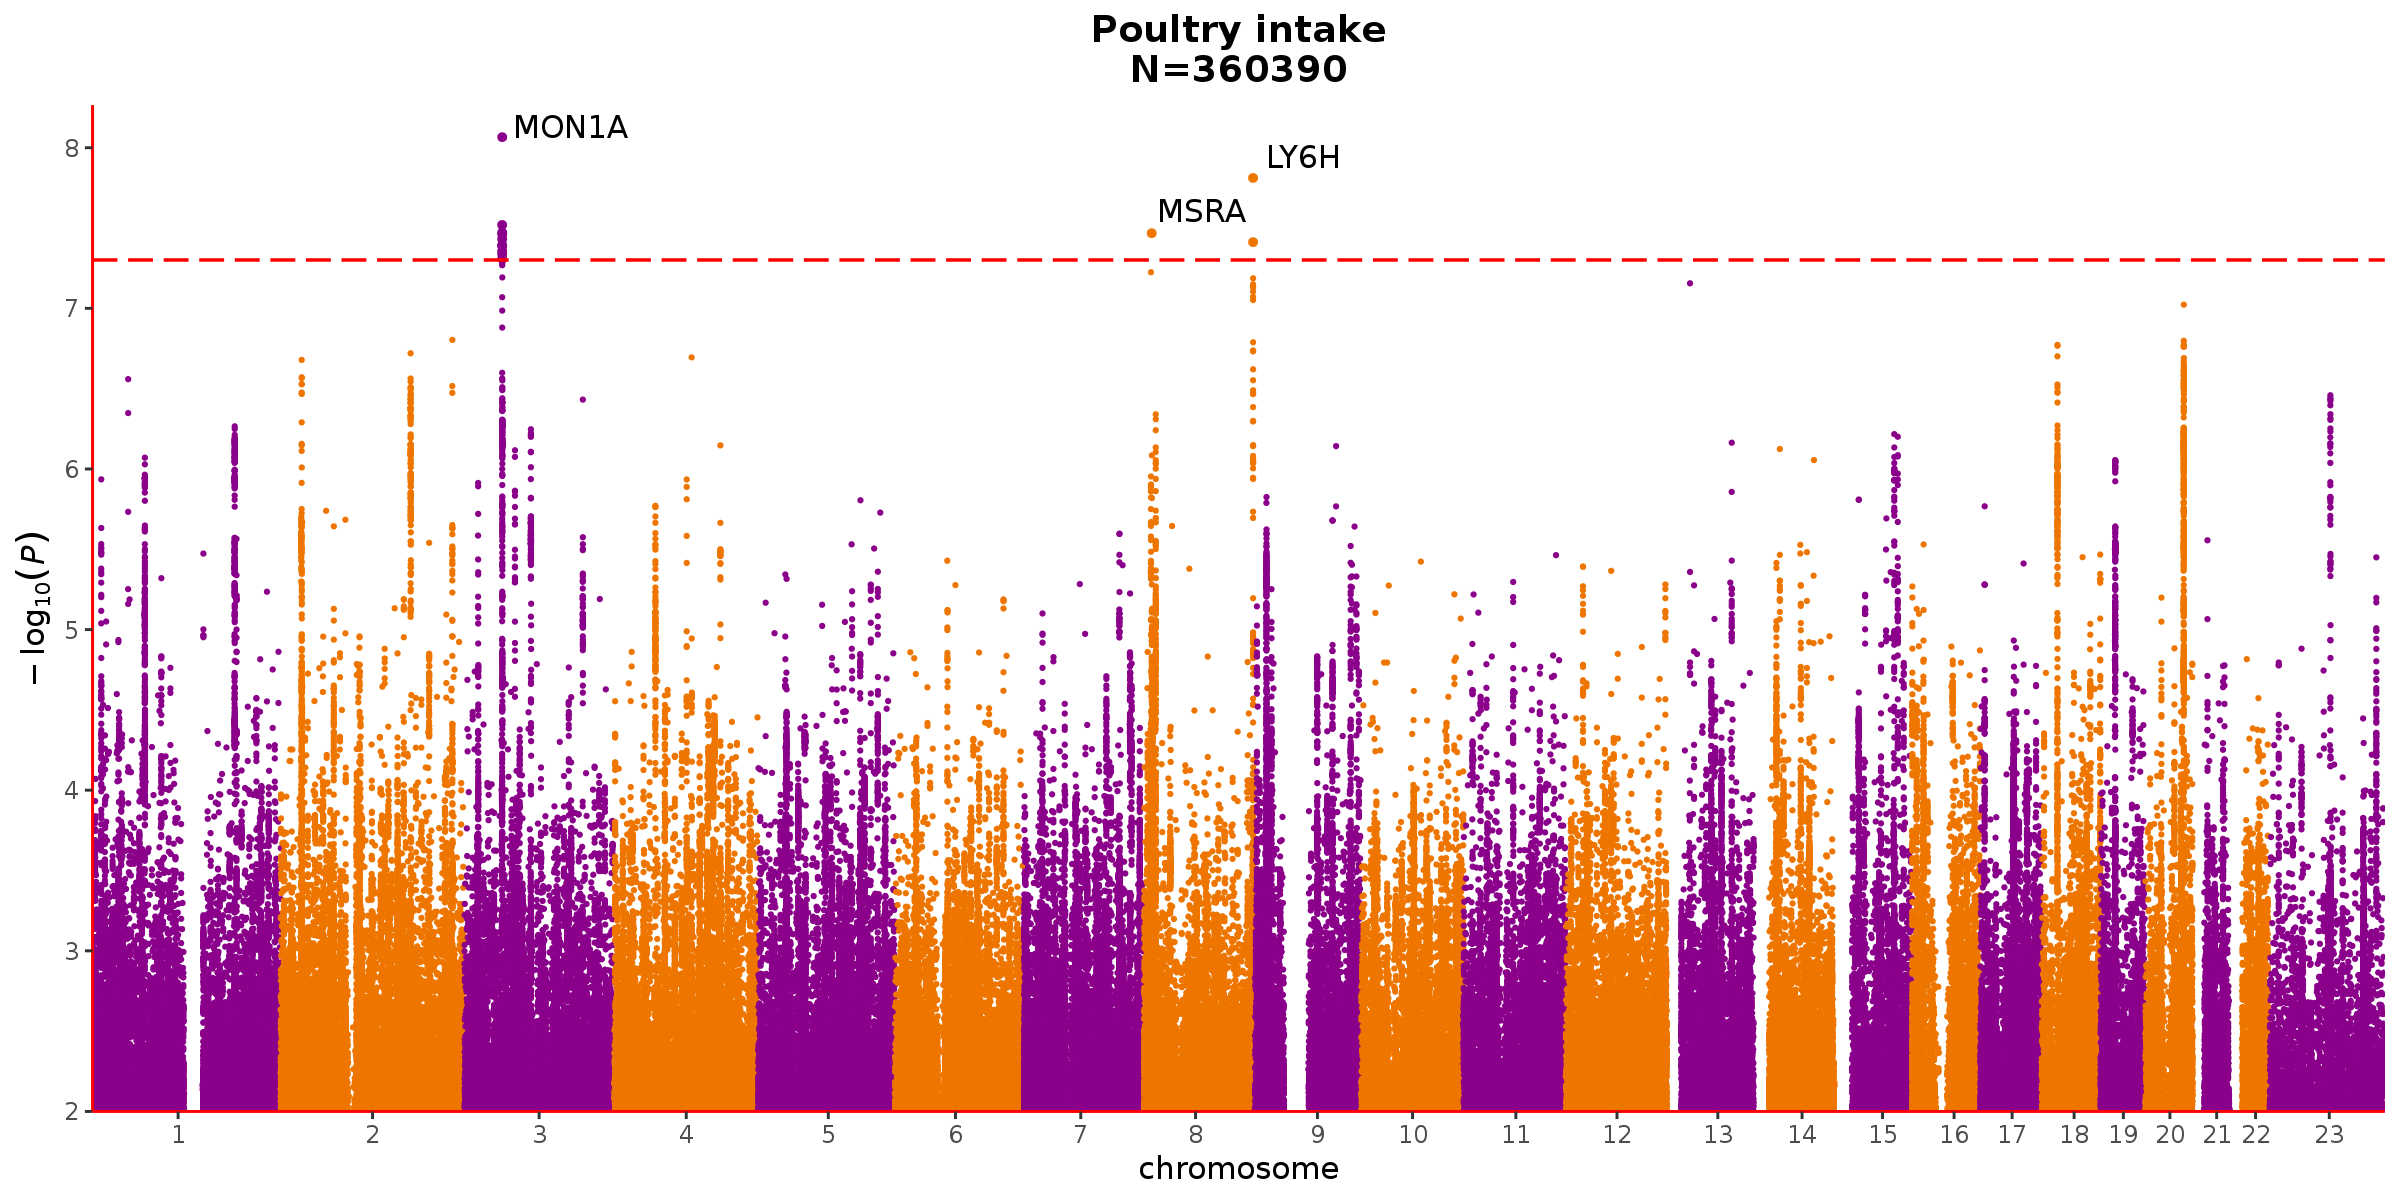 Poultry intake
N=360390
MON1A
LY6H
MSRA
8
7
6
5
4
3
2
−log10(P)
1 2 3 4 5 6 7 8 9 10 11 12 13 14 15 16 17 18 19 20 21 22 23
chromosome